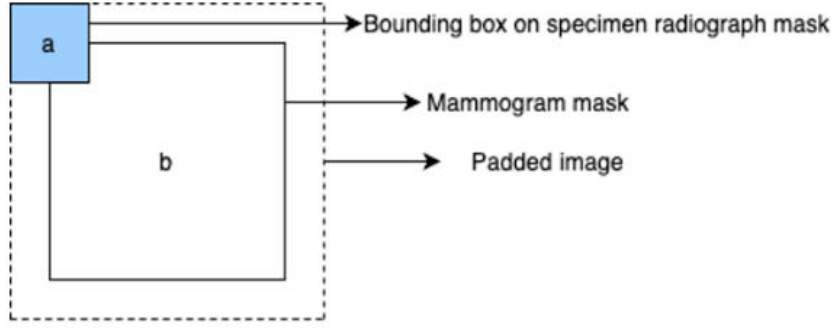 a
Bounding box on specimen radiograph mask
Mammogram mask
b
Padded image